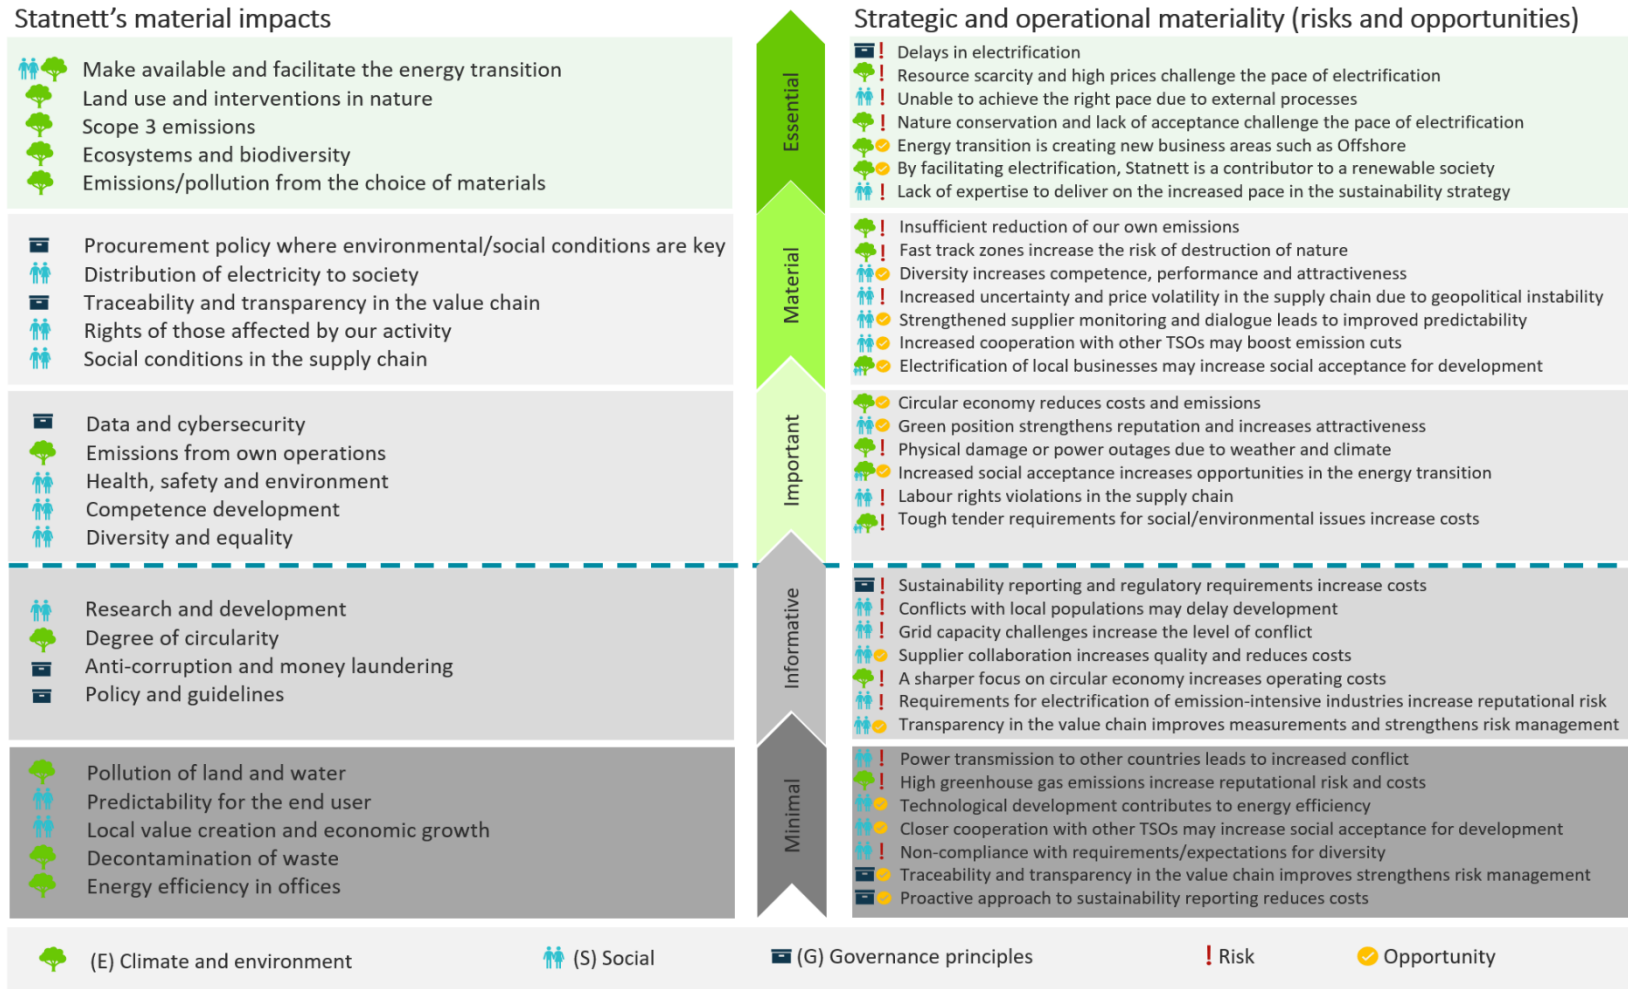 Statnett's material impacts
Make available and facilitate the energy transition
Land use and interventions in nature
Scope 3 emissions
Ecosystems and biodiversity
Emissions/pollution from the choice of materials
Procurement policy where environmental/social conditions are key
Distribution of electricity to society
Traceability and transparency in the value chain
Rights of those affected by our activity
Social conditions in the supply chain
Data and cybersecurity
Emissions from own operations
Health, safety and environment
Competence development
Diversity and equality
Research and development
Degree of circularity
Anti-corruption and money laundering
Policy and guidelines
Pollution of land and water
Predictability for the end user
Local value creation and economic growth
Decontamination of waste
Energy efficiency in offices
Essential
Material
Important
Informative
Minimal
Strategic and operational materiality (risks and opportunities)
Delays in electrification
Resource scarcity and high prices challenge the pace of electrification
Unable to achieve the right pace due to external processes
Nature conservation and lack of acceptance challenge the pace of electrification
Energy transition is creating new business areas such as Offshore
By facilitating electrification, Statnett is a contributor to a renewable society
Lack of expertise to deliver on the increased pace in the sustainability strategy
Insufficient reduction of our own emissions
Fast track zones increase the risk of destruction of nature
Diversity increases competence, performance and attractiveness
Increased uncertainty and price volatility in the supply chain due to geopolitical instability
Strengthened supplier monitoring and dialogue leads to improved predictability
Increased cooperation with other TSOs may boost emission cuts
Electrification of local businesses may increase social acceptance for development
Circular economy reduces costs and emissions
Green position strengthens reputation and increases attractiveness
Physical damage or power outages due to weather and climate
Increased social acceptance increases opportunities in the energy transition
Labour rights violations in the supply chain
Tough tender requirements for social/environmental issues increase costs
Sustainability reporting and regulatory requirements increase costs
Conflicts with local populations may delay development
Grid capacity challenges increase the level of conflict
Supplier collaboration increases quality and reduces costs
A sharper focus on circular economy increases operating costs
Requirements for electrification of emission-intensive industries increase reputational risk
Transparency in the value chain improves measurements and strengthens risk management
Power transmission to other countries leads to increased conflict
High greenhouse gas emissions increase reputational risk and costs
Technological development contributes to energy efficiency
Closer cooperation with other TSOs may increase social acceptance for development
Non-compliance with requirements/expectations for diversity
Traceability and transparency in the value chain improves strengthens risk management
Proactive approach to sustainability reporting reduces costs
(E) Climate and environment
(S) Social
(G) Governance principles
! Risk
Opportunity